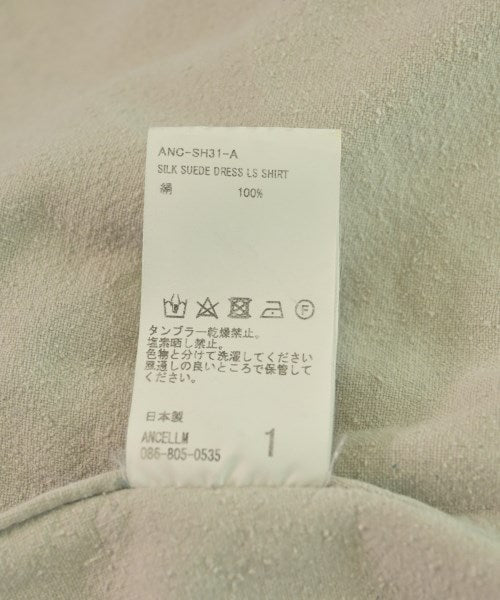 ANC-SH31-A
SILK SUEDE DRESS LS SHIRT
絹 100%
F
タンブラー乾燥禁止。
塩素晒し禁止。
色物と分けて洗濯してください
風通しの良いところで保管して
ください。
日本製
ANCELLM 1
086-805-0535